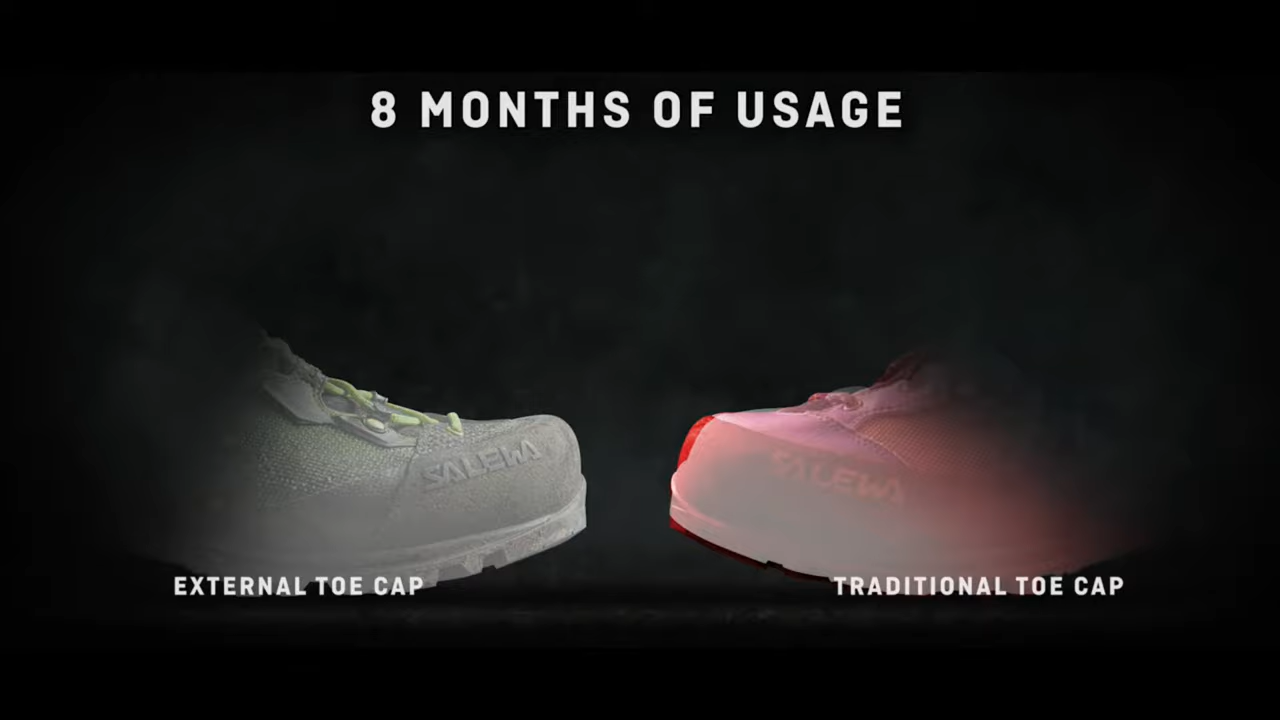 8 MONTHS OF USAGE
SALEWA
SALEWA
EXTERNAL TOE CAP
TRADITIONAL TOE CAP